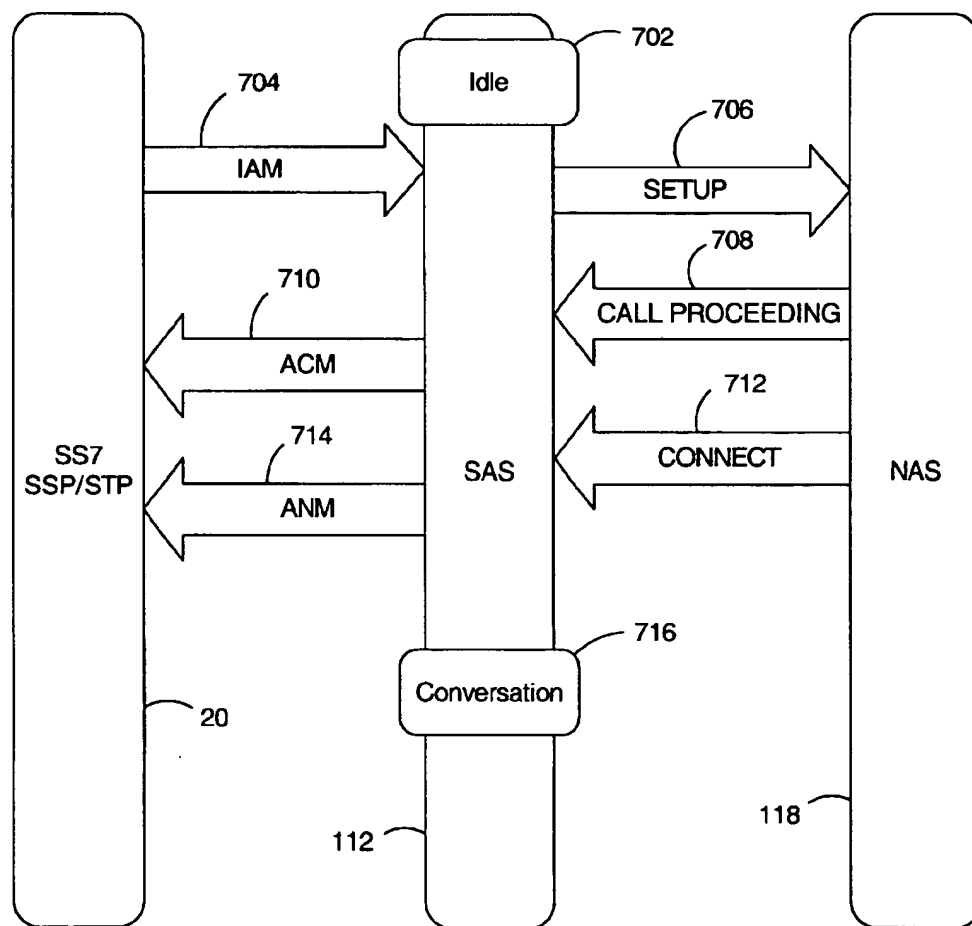 702
Idle
704
706
IAM
SETUP
708
710
CALL PROCEEDING
ACM
712
714
CONNECT
SS7
SSP/STP
SAS
NAS
ANM
716
Conversation
20
118
112